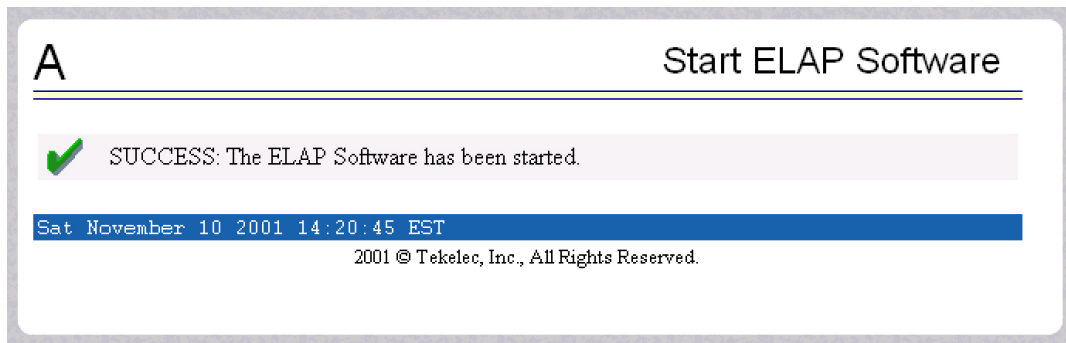 A
Start ELAP Software
SUCCESS: The ELAP Software has been started.
Sat November 10 2001 14:20:45 EST
2001 © Tekelec, Inc., All Rights Reserved.